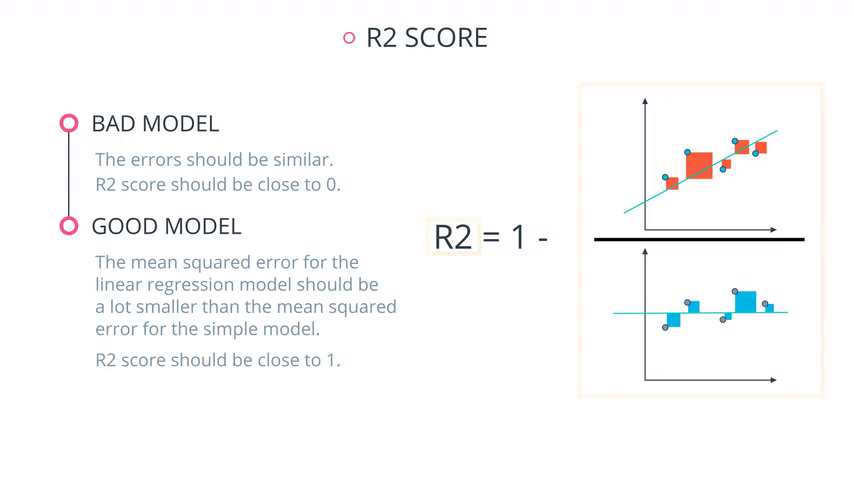 R2 SCORE
BAD MODEL
The errors should be similar.
R2 score should be close to 0.
GOOD MODEL
The mean squared error for the
linear regression model should be
a lot smaller than the mean squared
error for the simple model.
R2 score should be close to 1.
R2 = 1 -